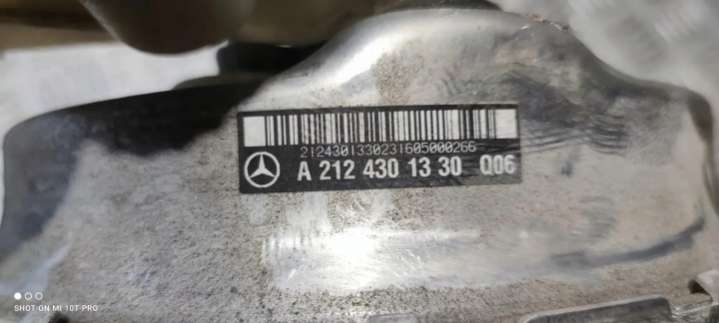 2124301330231605000266
A 212 430 13 30 Q06
SHOT ON MI 10T PRO